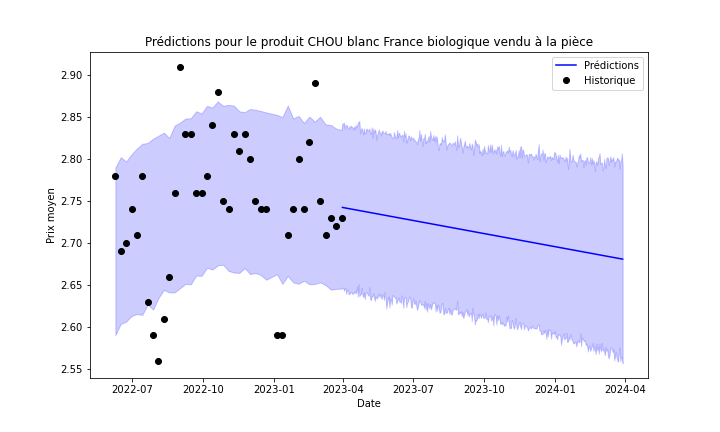 Prédictions pour le produit CHOU blanc France biologique vendu à la pièce
Prédictions
Historique
Prix moyen
2.90
2.85
2.80
2.75
2.70
2.65
2.60
2.55
2022-07 2022-10 2023-01 2023-04 2023-07 2023-10 2024-01 2024-04
Date